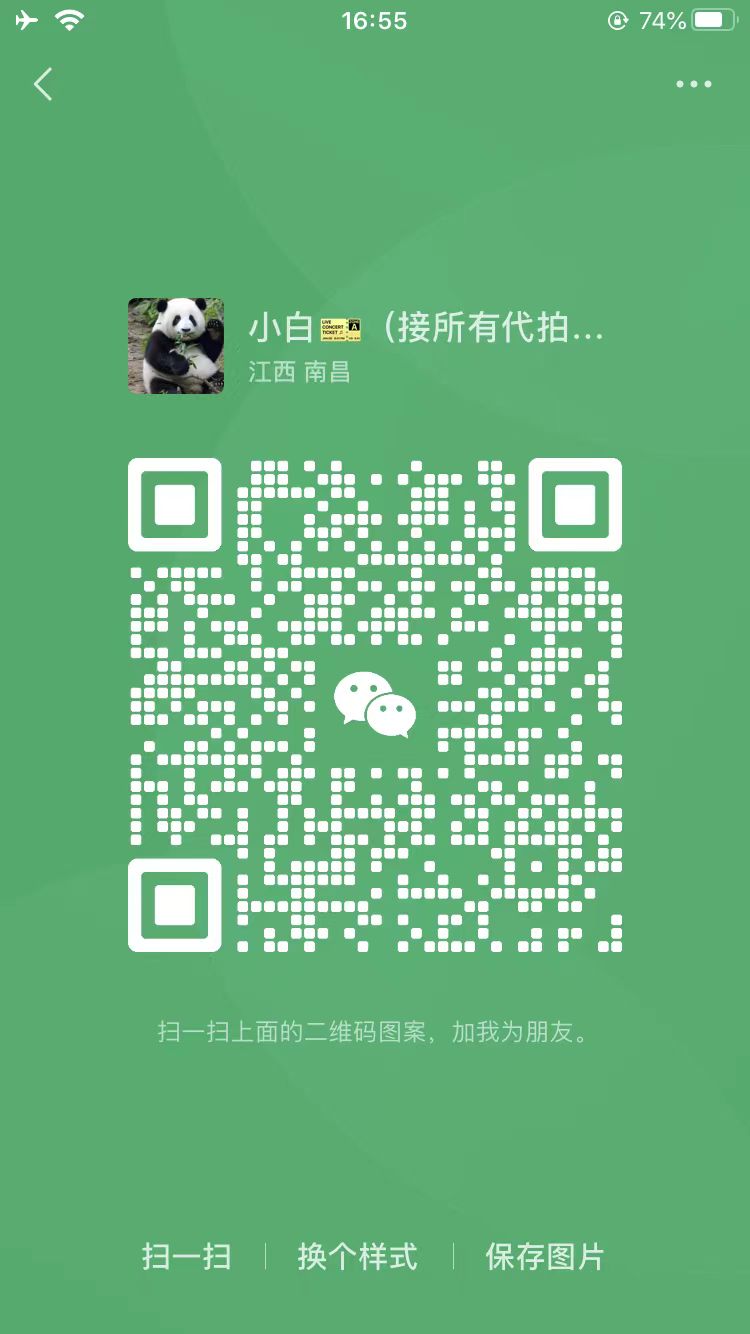 16:55
74%
小白（接所有代拍...
江西 南昌
扫一扫上面的二维码图案，加我为朋友。
扫一扫
换个样式
保存图片